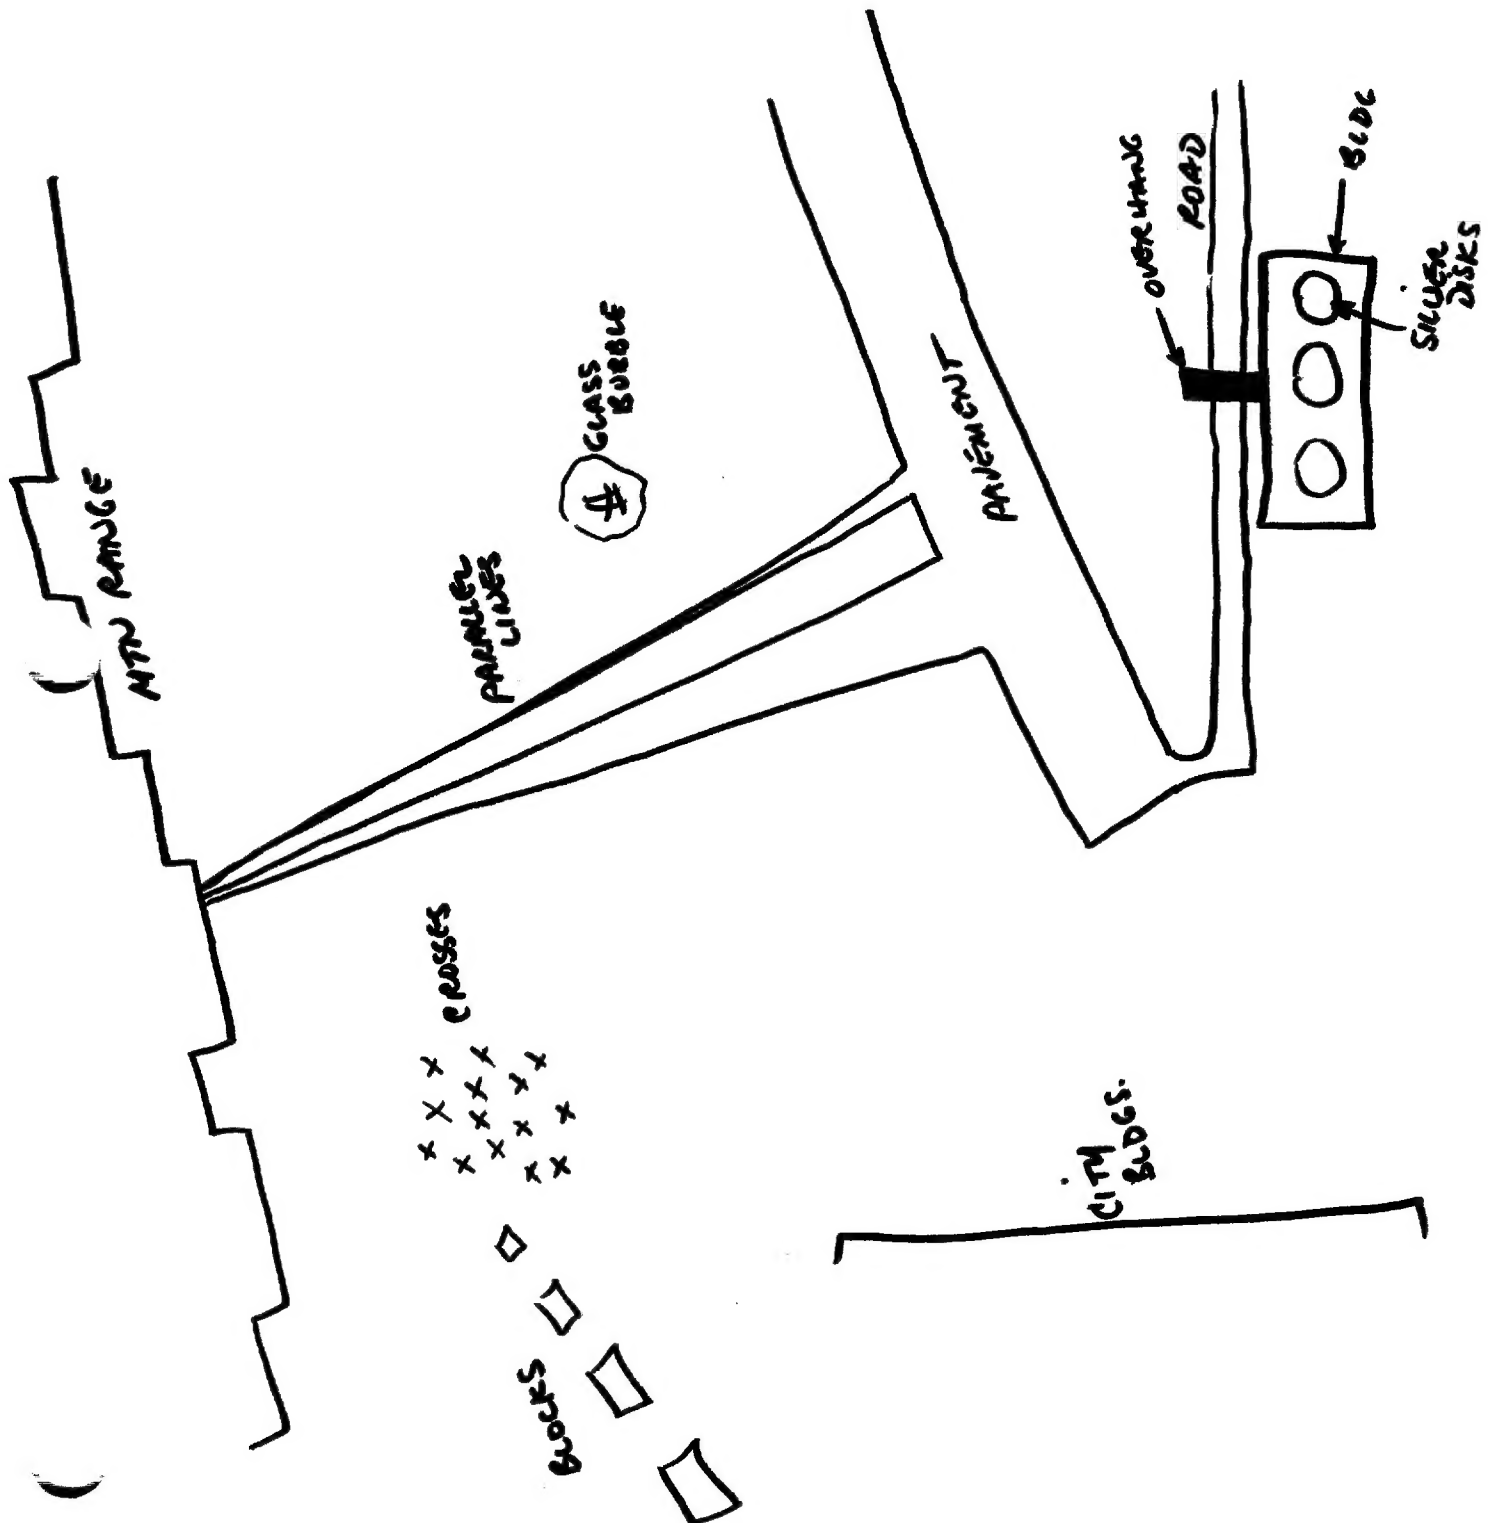 MTN RANGE
PARALLEL
LINES
GLASS
BUBBLE
CROSSES
BLOCKS
PAVEMENT
OVERHANG
ROAD
BLDG
SILVER
DISKS
CITY
BLDGS.